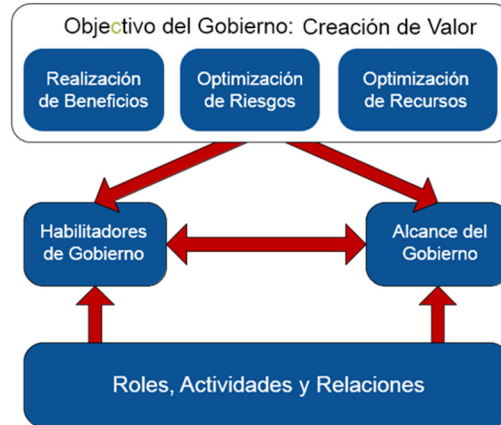 Objectivo del Gobierno: Creación de Valor
Realización
de Beneficios
Optimización
de Riesgos
Optimización
de Recursos
Habilitadores
de Gobierno
Alcance del
Gobierno
Roles, Actividades y Relaciones